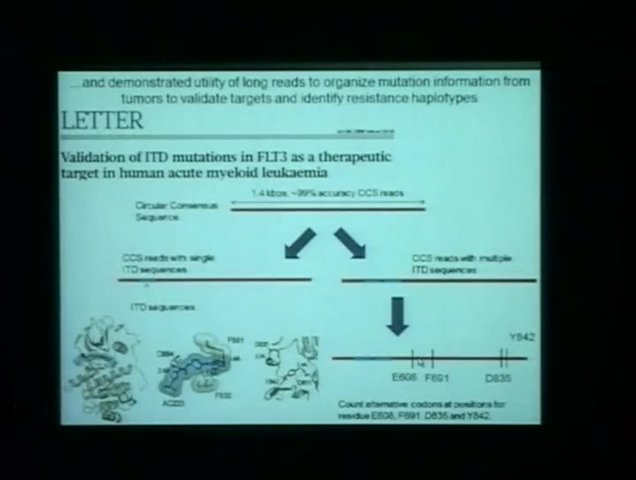 ...and demonstrated utility of long reads to organize mutation information from
tumors to validate targets and identify resistance haplotypes
LETTER
Validation of ITD mutations in FLT3 as a therapeutic
target in human acute myeloid leukaemia
1.4 kbps, ~99% accuracy CCS reads
Circular Consensus
Sequence
CCS reads with single
ITD sequences
CCS reads with multiple
ITD sequences
ITD sequences
Y842
E608 F691 D835
AC220
Count alternative codons at positions for
residue E608, F691 D835 and Y842.